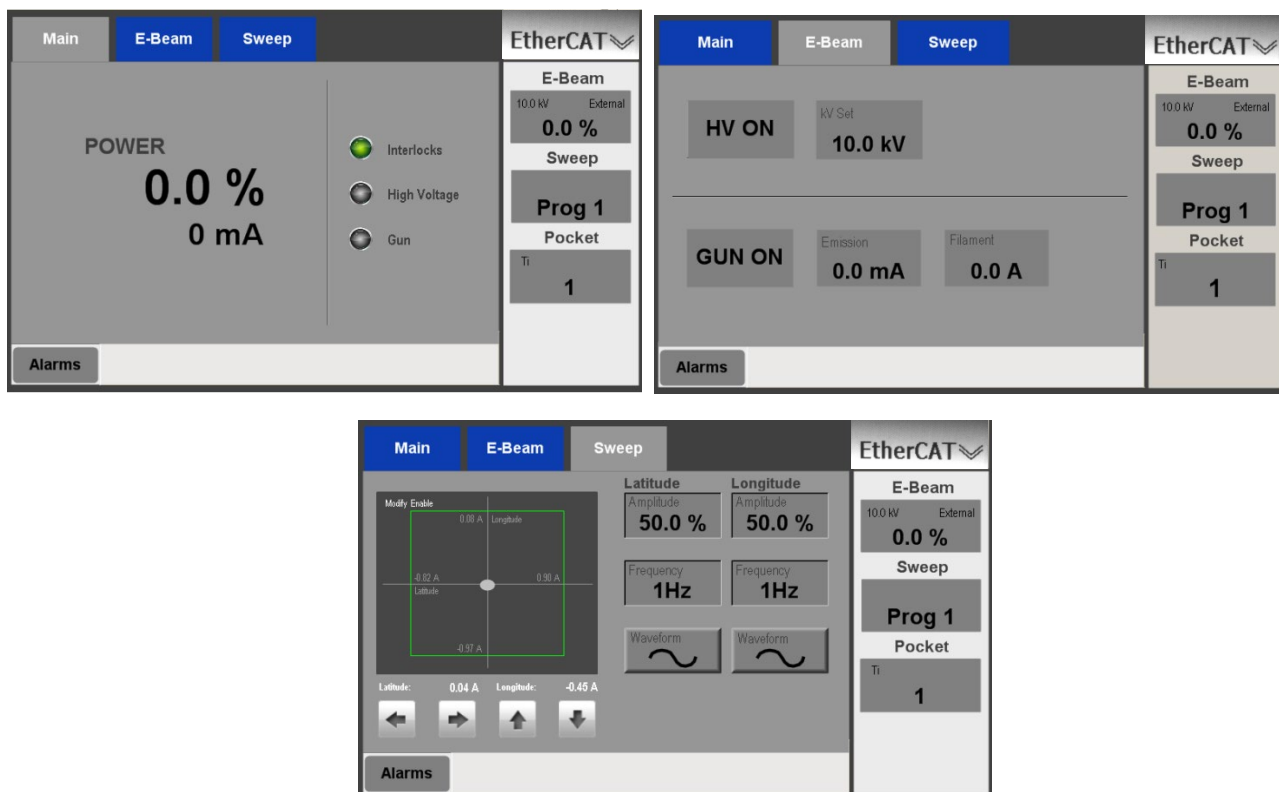 Main
E-Beam
Sweep
EtherCAT
POWER
0.0 %
0 mA
Interlocks
High Voltage
Gun
E-Beam
10.0 kV External
0.0 %
Sweep
Prog 1
Pocket
Ti
1
Alarms
Main
E-Beam
Sweep
EtherCAT
HV ON
kV Set
10.0 kV
GUN ON
Emission
0.0 mA
Filament
0.0 A
E-Beam
10.0 kV External
0.0 %
Sweep
Prog 1
Pocket
Ti
1
Alarms
Main
E-Beam
Sweep
EtherCAT
Modify Enable
0.08 A Longitude
-0.82 A 0.90 A
Latitude
-0.97 A
Latitude: 0.04 A Longitude: -0.45 A
Latitude Longitude
Amplitude Amplitude
50.0 % 50.0 %
Frequency Frequency
1Hz 1Hz
Waveform Waveform
E-Beam
10.0 kV External
0.0 %
Sweep
Prog 1
Pocket
Ti
1
Alarms